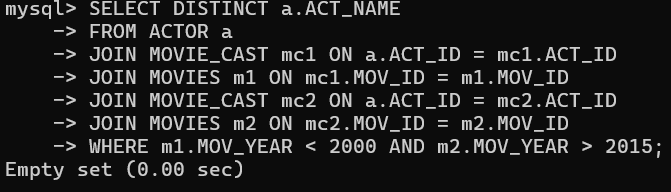 mysql> SELECT DISTINCT a.ACT_NAME
    -> FROM ACTOR a
    -> JOIN MOVIE_CAST mc1 ON a.ACT_ID = mc1.ACT_ID
    -> JOIN MOVIES m1 ON mc1.MOV_ID = m1.MOV_ID
    -> JOIN MOVIE_CAST mc2 ON a.ACT_ID = mc2.ACT_ID
    -> JOIN MOVIES m2 ON mc2.MOV_ID = m2.MOV_ID
    -> WHERE m1.MOV_YEAR < 2000 AND m2.MOV_YEAR > 2015;
Empty set (0.00 sec)